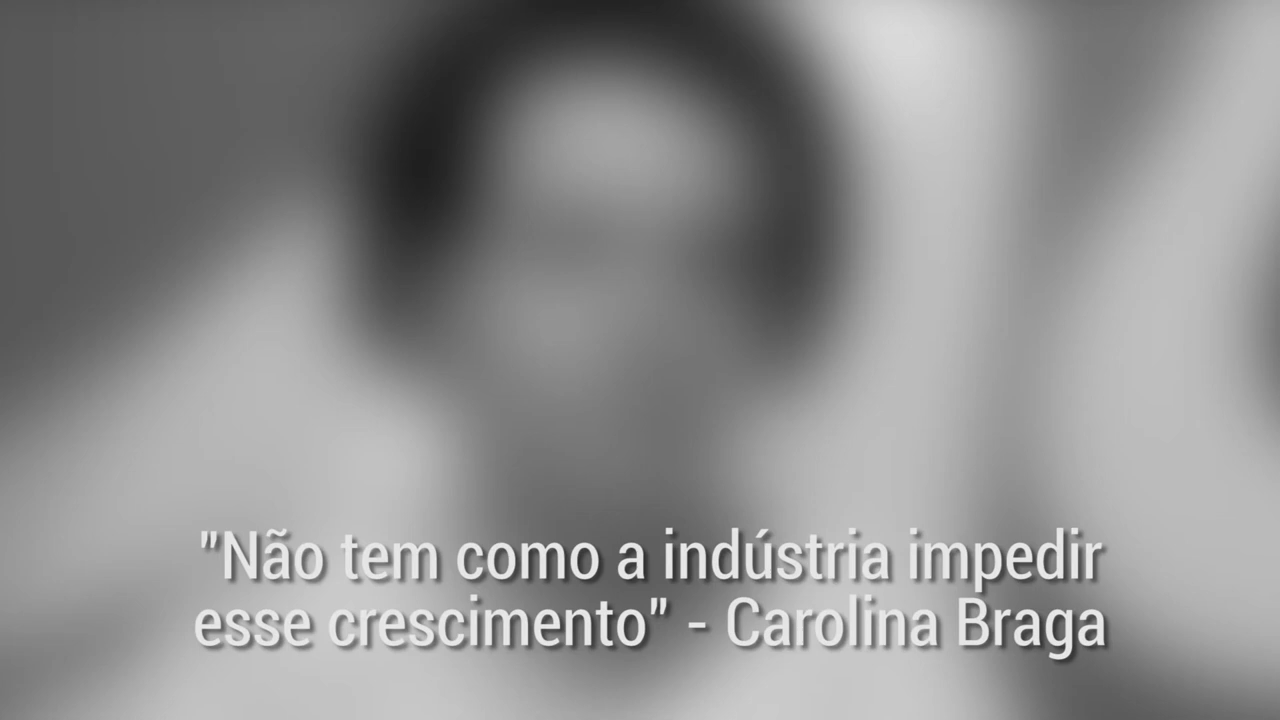 "Não tem como a indústria impedir
esse crescimento" - Carolina Braga